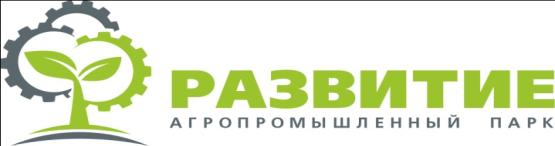 РАЗВИТИЕ
АГРОПРОМЫШЛЕННЫЙ ПАРК